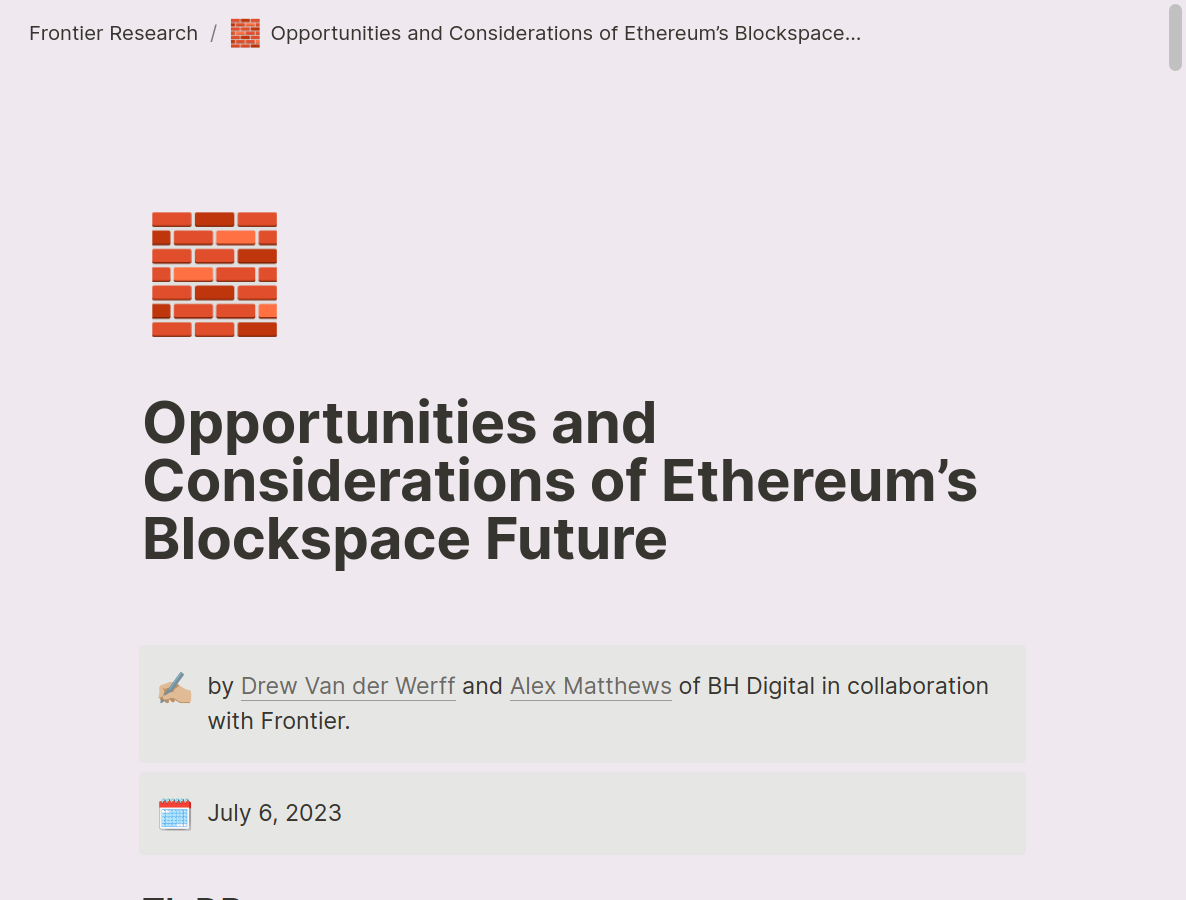 Frontier Research / Opportunities and Considerations of Ethereum’s Blockspace...
Opportunities and
Considerations of Ethereum’s
Blockspace Future
by Drew Van der Werff and Alex Matthews of BH Digital in collaboration
with Frontier.
July 6, 2023